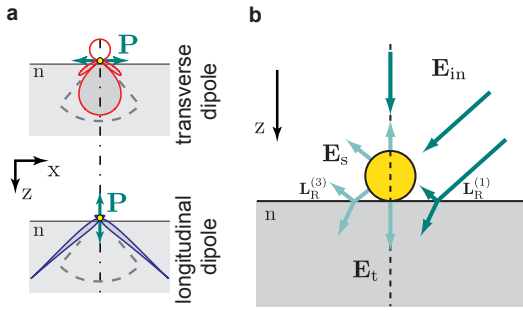 a
P
n
transverse
dipole
x
z
P
n
longitudinal
dipole
b
E_in
z
E_s
L_R^(3)
L_R^(1)
n
E_t